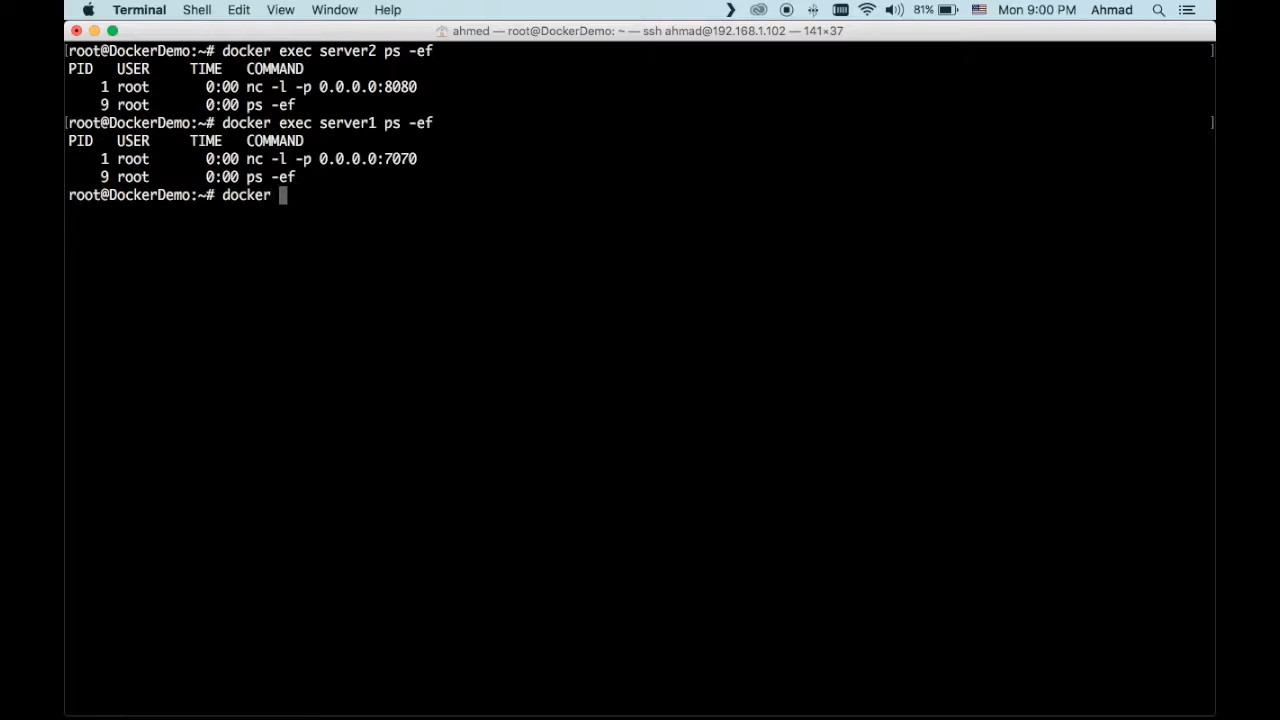 Terminal Shell Edit View Window Help 81% Mon 9:00 PM Ahmad
ahmed — root@DockerDemo: ~ — ssh ahmad@192.168.1.102 — 141×37
[root@DockerDemo:~# docker exec server2 ps -ef ]
PID USER TIME COMMAND
1 root 0:00 nc -l -p 0.0.0.0:8080
9 root 0:00 ps -ef
[root@DockerDemo:~# docker exec server1 ps -ef ]
PID USER TIME COMMAND
1 root 0:00 nc -l -p 0.0.0.0:7070
9 root 0:00 ps -ef
root@DockerDemo:~# docker